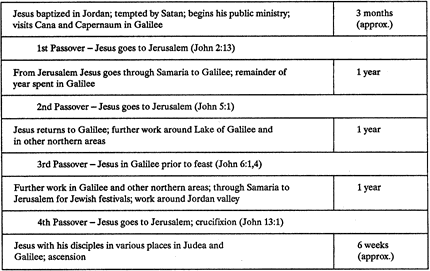 Jesus baptized in Jordan; tempted by Satan; begins his public ministry;
visits Cana and Capernaum in Galilee
3 months
(approx.)
1st Passover – Jesus goes to Jerusalem (John 2:13)
From Jerusalem Jesus goes through Samaria to Galilee; remainder of
year spent in Galilee
1 year
2nd Passover – Jesus goes to Jerusalem (John 5:1)
Jesus returns to Galilee; further work around Lake of Galilee and
in other northern areas
1 year
3rd Passover – Jesus in Galilee prior to feast (John 6:1,4)
Further work in Galilee and other northern areas; through Samaria to
Jerusalem for Jewish festivals; work around Jordan valley
1 year
4th Passover – Jesus goes to Jerusalem; crucifixion (John 13:1)
Jesus with his disciples in various places in Judea and
Galilee; ascension
6 weeks
(approx.)